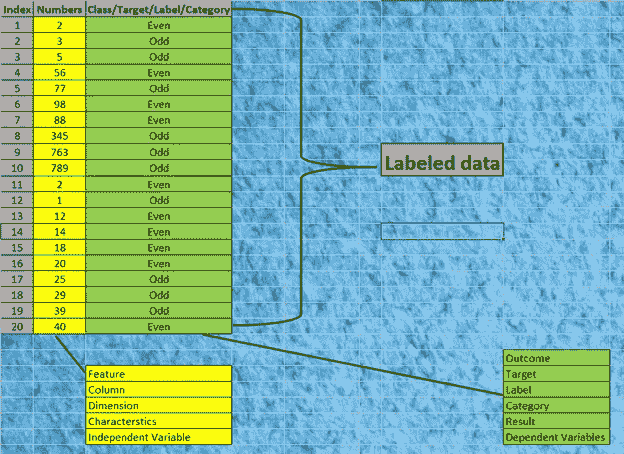 Index Numbers Class/Target/Label/Category
1 2 Even
2 3 Odd
3 5 Odd
4 56 Even
5 77 Odd
6 98 Even
7 88 Even
8 345 Odd
9 763 Odd
10 789 Odd
11 2 Even
12 1 Odd
13 12 Even
14 14 Even
15 18 Even
16 20 Even
17 25 Odd
18 29 Odd
19 39 Odd
20 40 Even
Labeled data
Feature
Column
Dimension
Characterstics
Independent Variable
Outcome
Target
Label
Category
Result
Dependent Variables